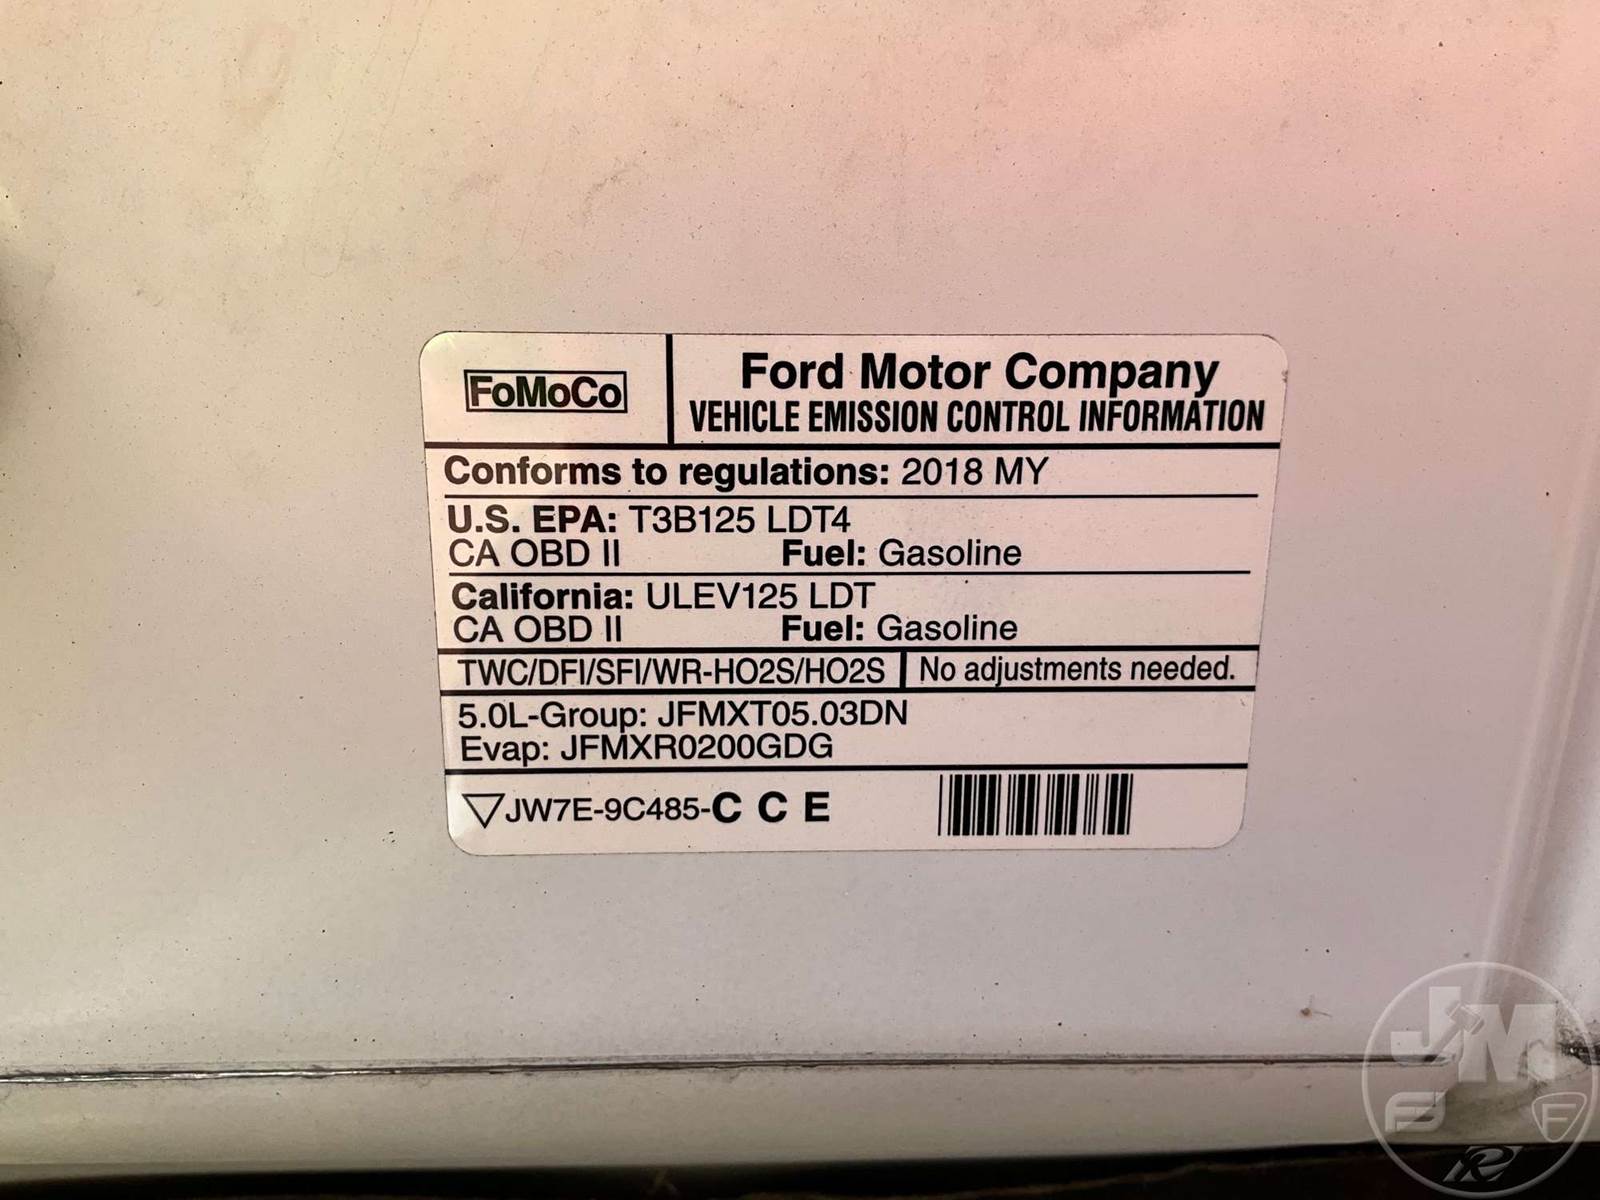 FoMoCo
Ford Motor Company
VEHICLE EMISSION CONTROL INFORMATION
Conforms to regulations: 2018 MY
U.S. EPA: T3B125 LDT4
CA OBD II Fuel: Gasoline
California: ULEV125 LDT
CA OBD II Fuel: Gasoline
TWC/DFI/SFI/WR-HO2S/HO2S No adjustments needed.
5.0L-Group: JFMXT05.03DN
Evap: JFMXR0200GDG
JW7E-9C485-C C E
JM